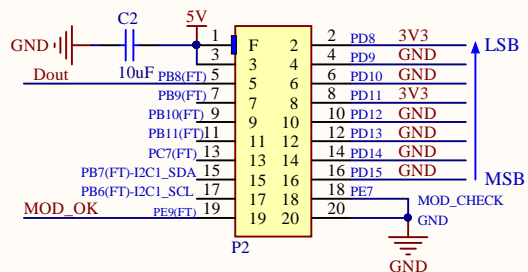 C2
5V
GND
10uF
1 F 2 2 PD8 3V3 LSB
3 3 4 4 PD9 GND
Dout PB8(FT) 5 5 6 6 PD10 GND
PB9(FT) 7 7 8 8 PD11 3V3
PB10(FT) 9 9 10 10 PD12 GND
PB11(FT) 11 11 12 12 PD13 GND
PC7(FT) 13 13 14 14 PD14 GND
PB7(FT)-I2C1_SDA 15 15 16 16 PD15 GND MSB
PB6(FT)-I2C1_SCL 17 17 18 18 PE7 MOD_CHECK
MOD_OK PE9(FT) 19 19 20 20 GND
P2
GND